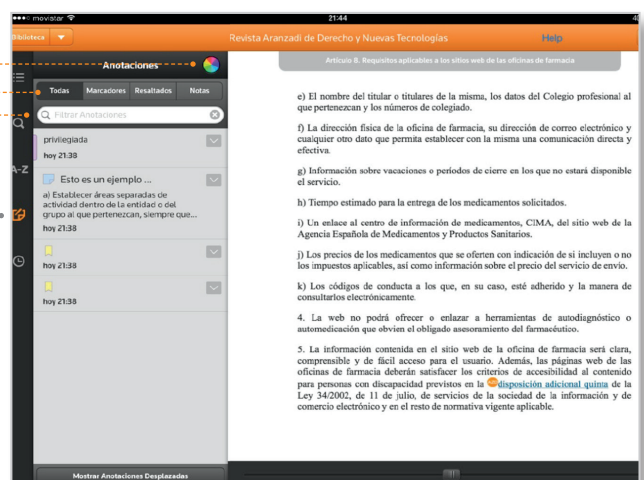 movistar
21:44
Biblioteca
Revista Aranzadi de Derecho y Nuevas Tecnologías
Help
Anotaciones
Todas
Marcadores
Resaltados
Notas
Filtrar Anotaciones
privilegiada
hoy 21:38
A-Z
Esto es un ejemplo ...
a) Establecer áreas separadas de
actividad dentro de la entidad o del
grupo al que pertenezcan, siempre que...
hoy 21:38
hoy 21:38
hoy 21:38
Mostrar Anotaciones Desplazadas
Artículo 8. Requisitos aplicables a los sitios web de las oficinas de farmacia
e) El nombre del titular o titulares de la misma, los datos del Colegio profesional al
que pertenezcan y los números de colegiado.
f) La dirección física de la oficina de farmacia, su dirección de correo electrónico y
cualquier otro dato que permita establecer con la misma una comunicación directa y
efectiva.
g) Información sobre vacaciones o periodos de cierre en los que no estará disponible
el servicio.
h) Tiempo estimado para la entrega de los medicamentos solicitados.
i) Un enlace al centro de información de medicamentos, CIMA, del sitio web de la
Agencia Española de Medicamentos y Productos Sanitarios.
j) Los precios de los medicamentos que se oferten con indicación de si incluyen o no
los impuestos aplicables, así como información sobre el precio del servicio de envío.
k) Los códigos de conducta a los que, en su caso, esté adherido y la manera de
consultarlos electrónicamente.
4. La web no podrá ofrecer o enlazar a herramientas de autodiagnóstico o
automedicación que obvien el obligado asesoramiento del farmacéutico.
5. La información contenida en el sitio web de la oficina de farmacia será clara,
comprensible y de fácil acceso para el usuario. Además, las páginas web de las
oficinas de farmacia deberán satisfacer los criterios de accesibilidad al contenido
para personas con discapacidad previstos en la disposición adicional quinta de la
Ley 34/2002, de 11 de julio, de servicios de la sociedad de la información y de
comercio electrónico y en el resto de normativa vigente aplicable.